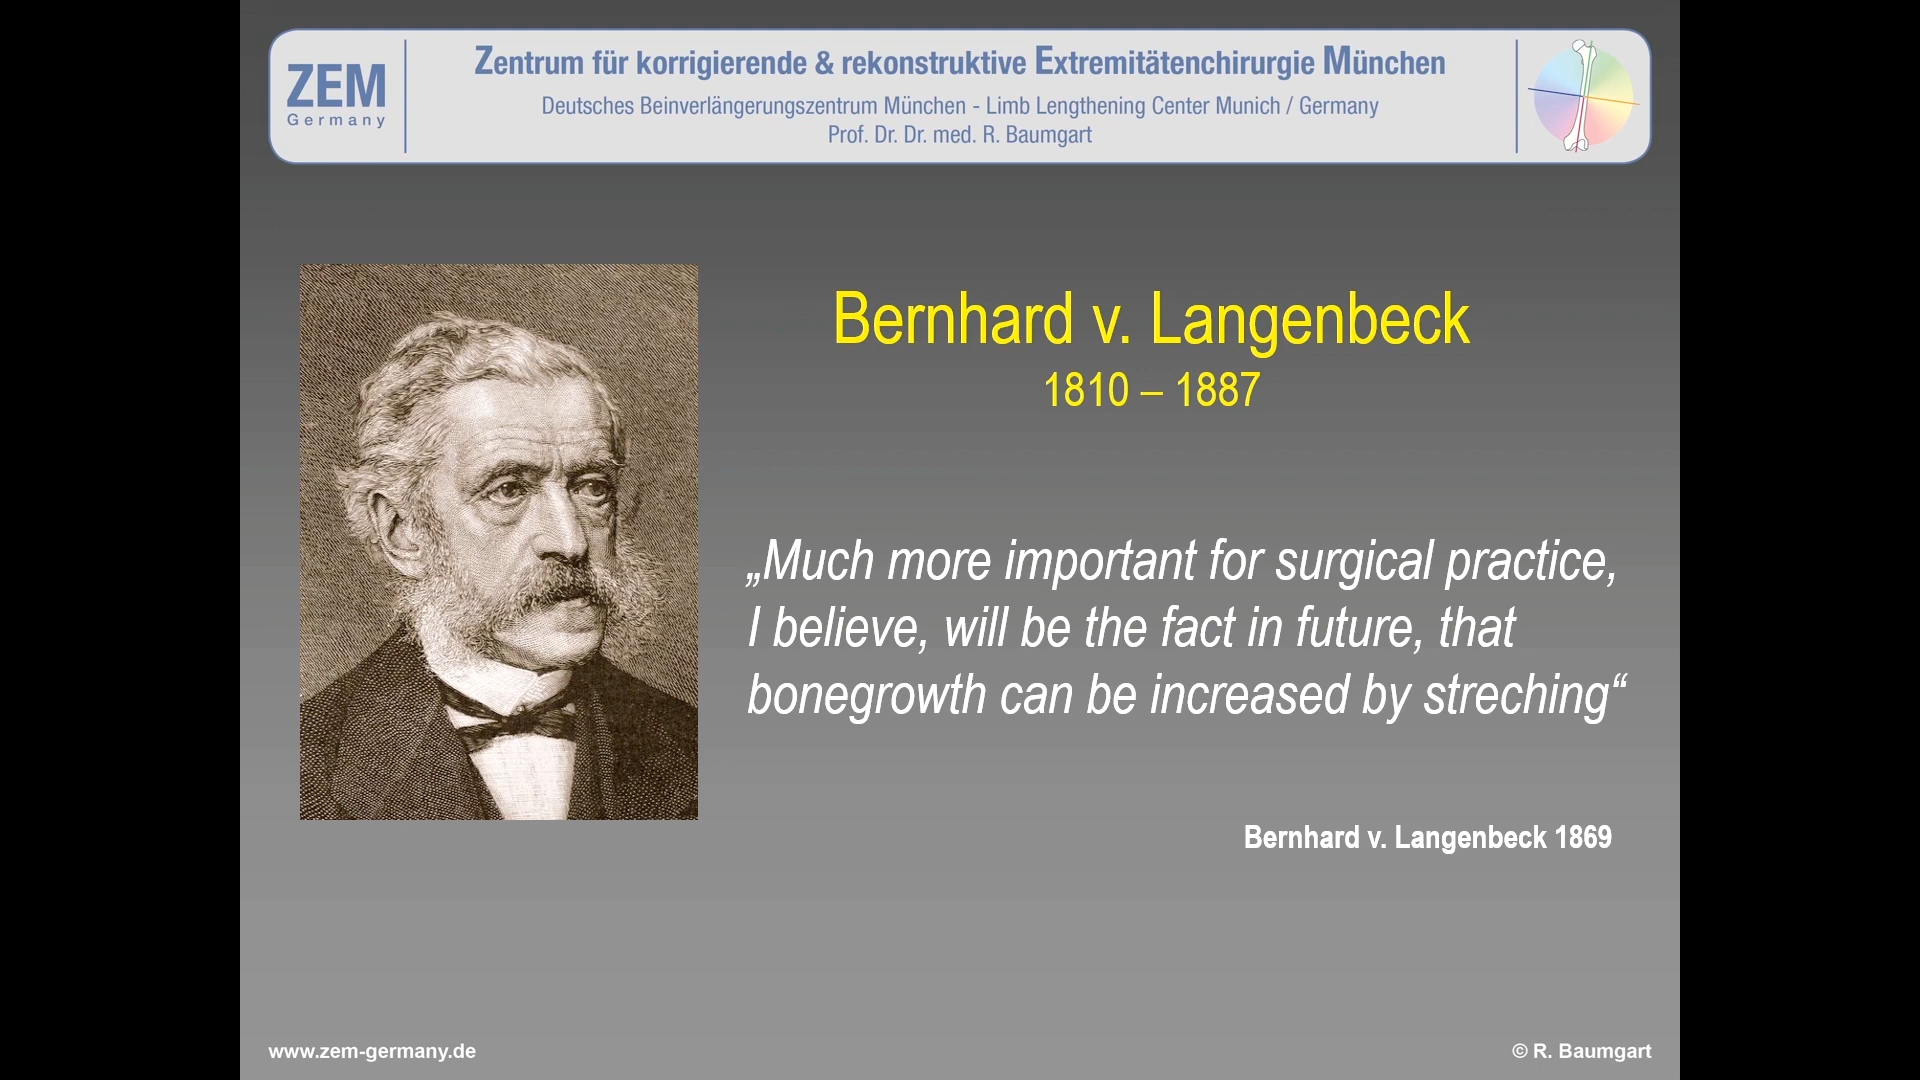 ZEM
Germany
Zentrum für korrigierende & rekonstruktive Extremitätenchirurgie München
Deutsches Beinverlängerungszentrum München - Limb Lengthening Center Munich / Germany
Prof. Dr. Dr. med. R. Baumgart
Bernhard v. Langenbeck
1810 – 1887
„Much more important for surgical practice,
I believe, will be the fact in future, that
bonegrowth can be increased by streching“
Bernhard v. Langenbeck 1869
www.zem-germany.de
© R. Baumgart